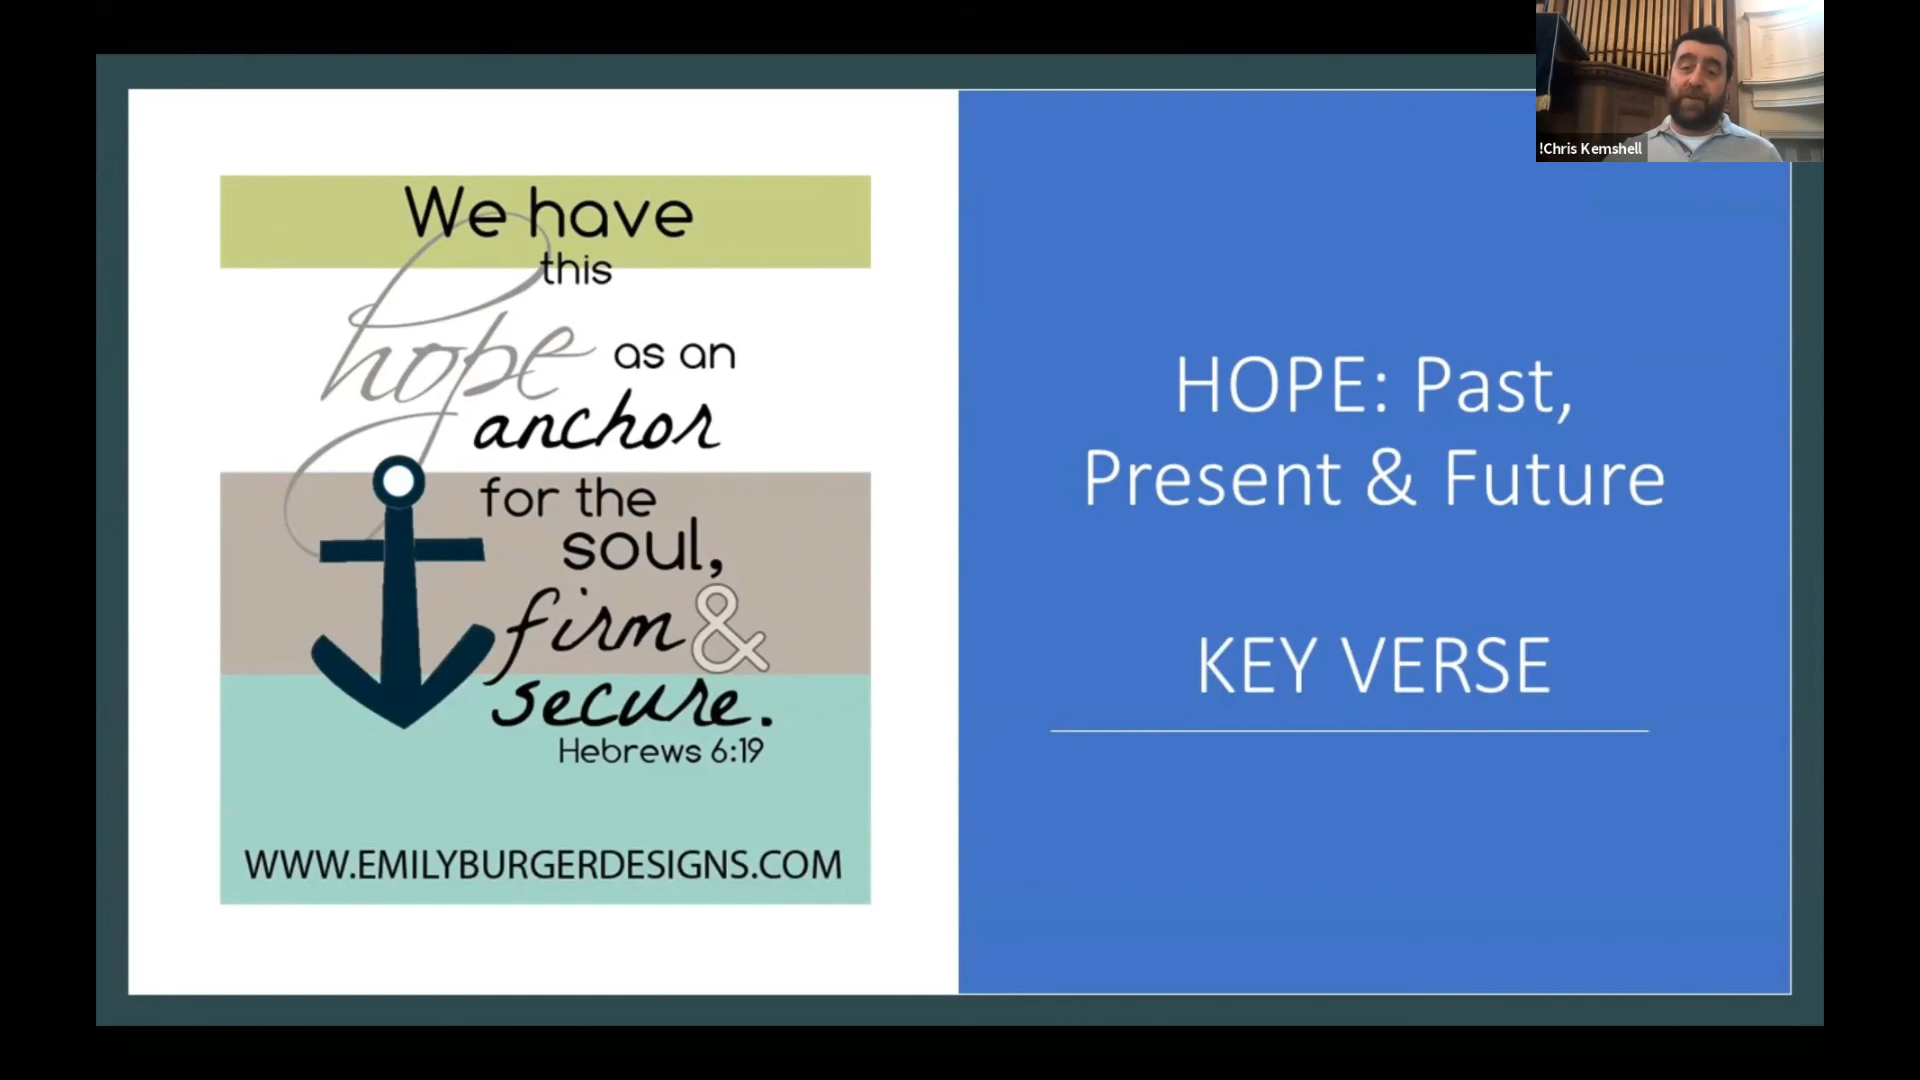 We have
this
hope as an
anchor
for the
soul,
firm &
secure.
Hebrews 6:19
WWW.EMILYBURGERDESIGNS.COM
HOPE: Past,
Present & Future
KEY VERSE
!Chris Kemshell